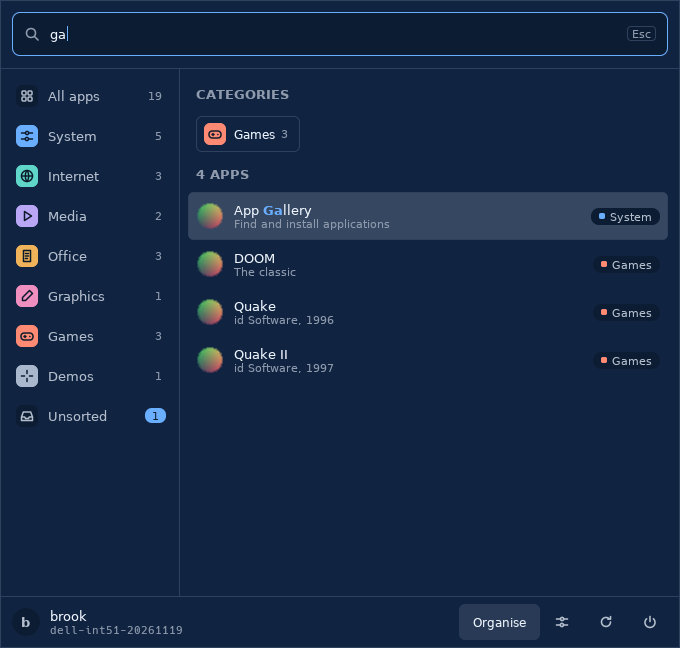 ga
Esc
All apps 19
System 5
Internet 3
Media 2
Office 3
Graphics 1
Games 3
Demos 1
Unsorted 1
CATEGORIES
Games 3
4 APPS
App Gallery
Find and install applications
System
DOOM
The classic
Games
Quake
id Software, 1996
Games
Quake II
id Software, 1997
Games
b
brook
dell-int51-20261119
Organise